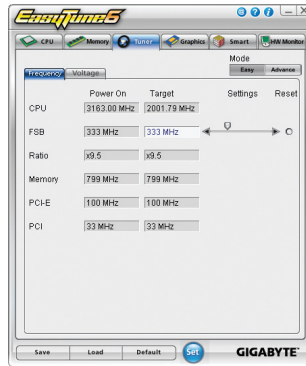 EasyTune6
CPU Memory Tuner Graphics Smart HW Monitor
Mode
Easy Advance
Frequency Voltage
Power On Target Settings Reset
CPU 3163.00 MHz 2001.79 MHz
FSB 333 MHz 333 MHz
Ratio x9.5 x9.5
Memory 799 MHz 799 MHz
PCI-E 100 MHz 100 MHz
PCI 33 MHz 33 MHz
Save Load Default Set GIGABYTE